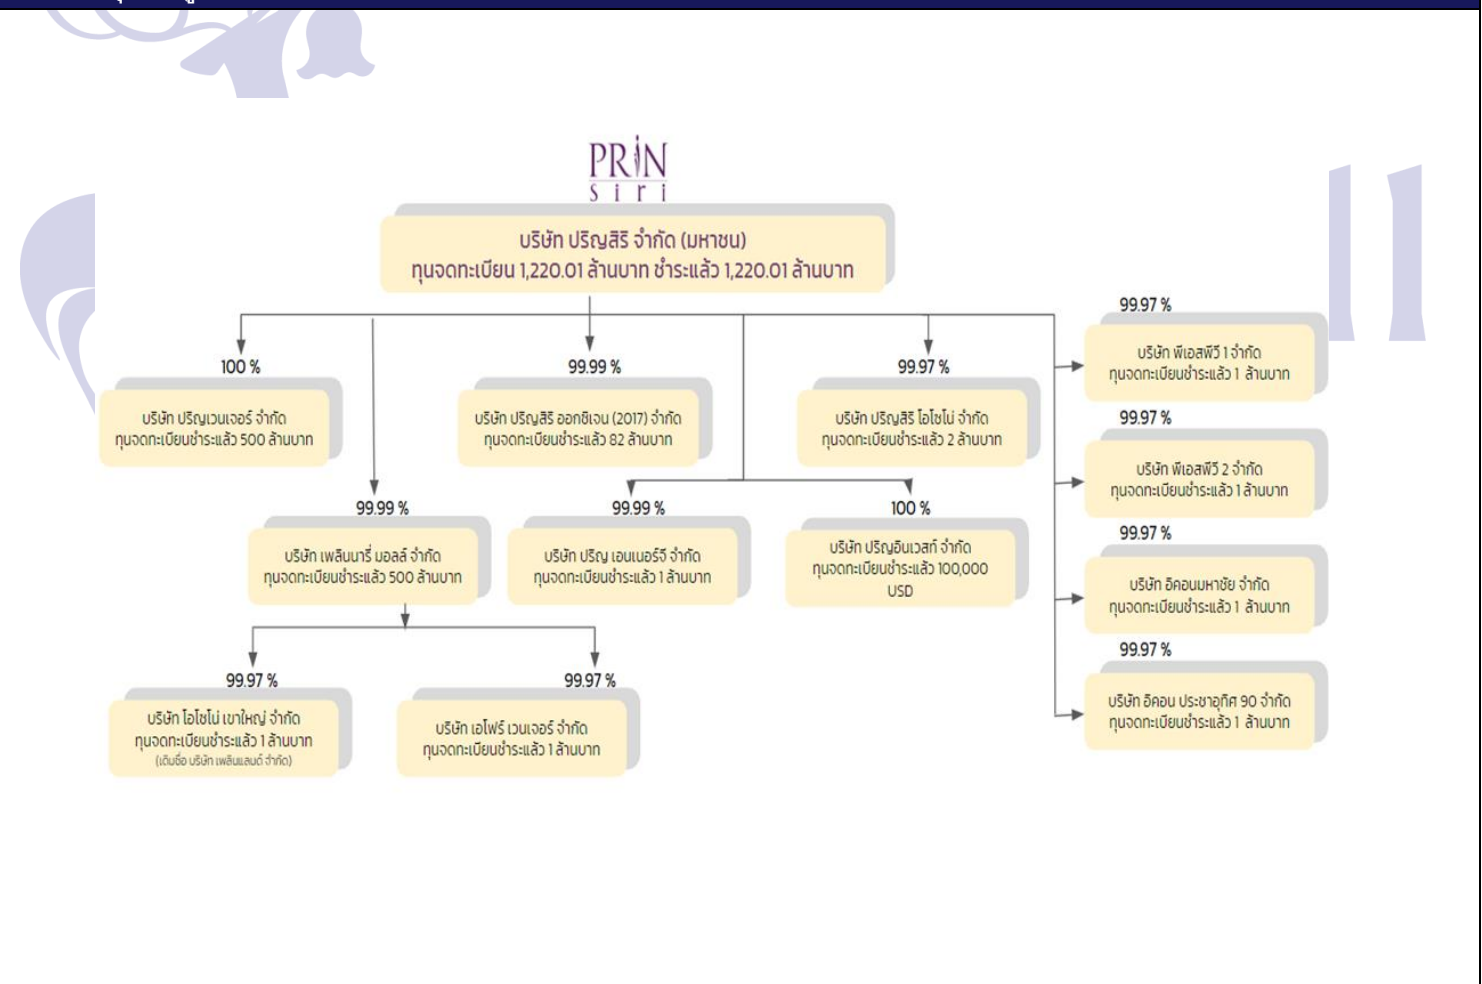 PRiN
siri
บริษัท ปริญสิริ จำกัด (มหาชน)
ทุนจดทะเบียน 1,220.01 ล้านบาท ชำระแล้ว 1,220.01 ล้านบาท
100 %
บริษัท ปริญเวนเจอร์ จำกัด
ทุนจดทะเบียนชำระแล้ว 500 ล้านบาท
99.99 %
บริษัท ปริญสิริ ออกซิเจน (2017) จำกัด
ทุนจดทะเบียนชำระแล้ว 82 ล้านบาท
99.97 %
บริษัท ปริญสิริ โอโซโน่ จำกัด
ทุนจดทะเบียนชำระแล้ว 2 ล้านบาท
99.97 %
บริษัท พีเอสพีวี 1 จำกัด
ทุนจดทะเบียนชำระแล้ว 1 ล้านบาท
99.97 %
บริษัท พีเอสพีวี 2 จำกัด
ทุนจดทะเบียนชำระแล้ว 1 ล้านบาท
99.97 %
บริษัท อิคอนมหาชัย จำกัด
ทุนจดทะเบียนชำระแล้ว 1 ล้านบาท
99.97 %
บริษัท อิคอน ประชาอุทิศ 90 จำกัด
ทุนจดทะเบียนชำระแล้ว 1 ล้านบาท
99.99 %
บริษัท เพลินนารี่ มอลล์ จำกัด
ทุนจดทะเบียนชำระแล้ว 500 ล้านบาท
99.99 %
บริษัท ปริญ เอนเนอร์จี จำกัด
ทุนจดทะเบียนชำระแล้ว 1 ล้านบาท
100 %
บริษัท ปริญอินเวสท์ จำกัด
ทุนจดทะเบียนชำระแล้ว 100,000
USD
99.97 %
บริษัท โอโซโน่ เขาใหญ่ จำกัด
ทุนจดทะเบียนชำระแล้ว 1 ล้านบาท
(เดิมชื่อ บริษัท เพลินแลนด์ จำกัด)
99.97 %
บริษัท เอโฟร์ เวนเจอร์ จำกัด
ทุนจดทะเบียนชำระแล้ว 1 ล้านบาท